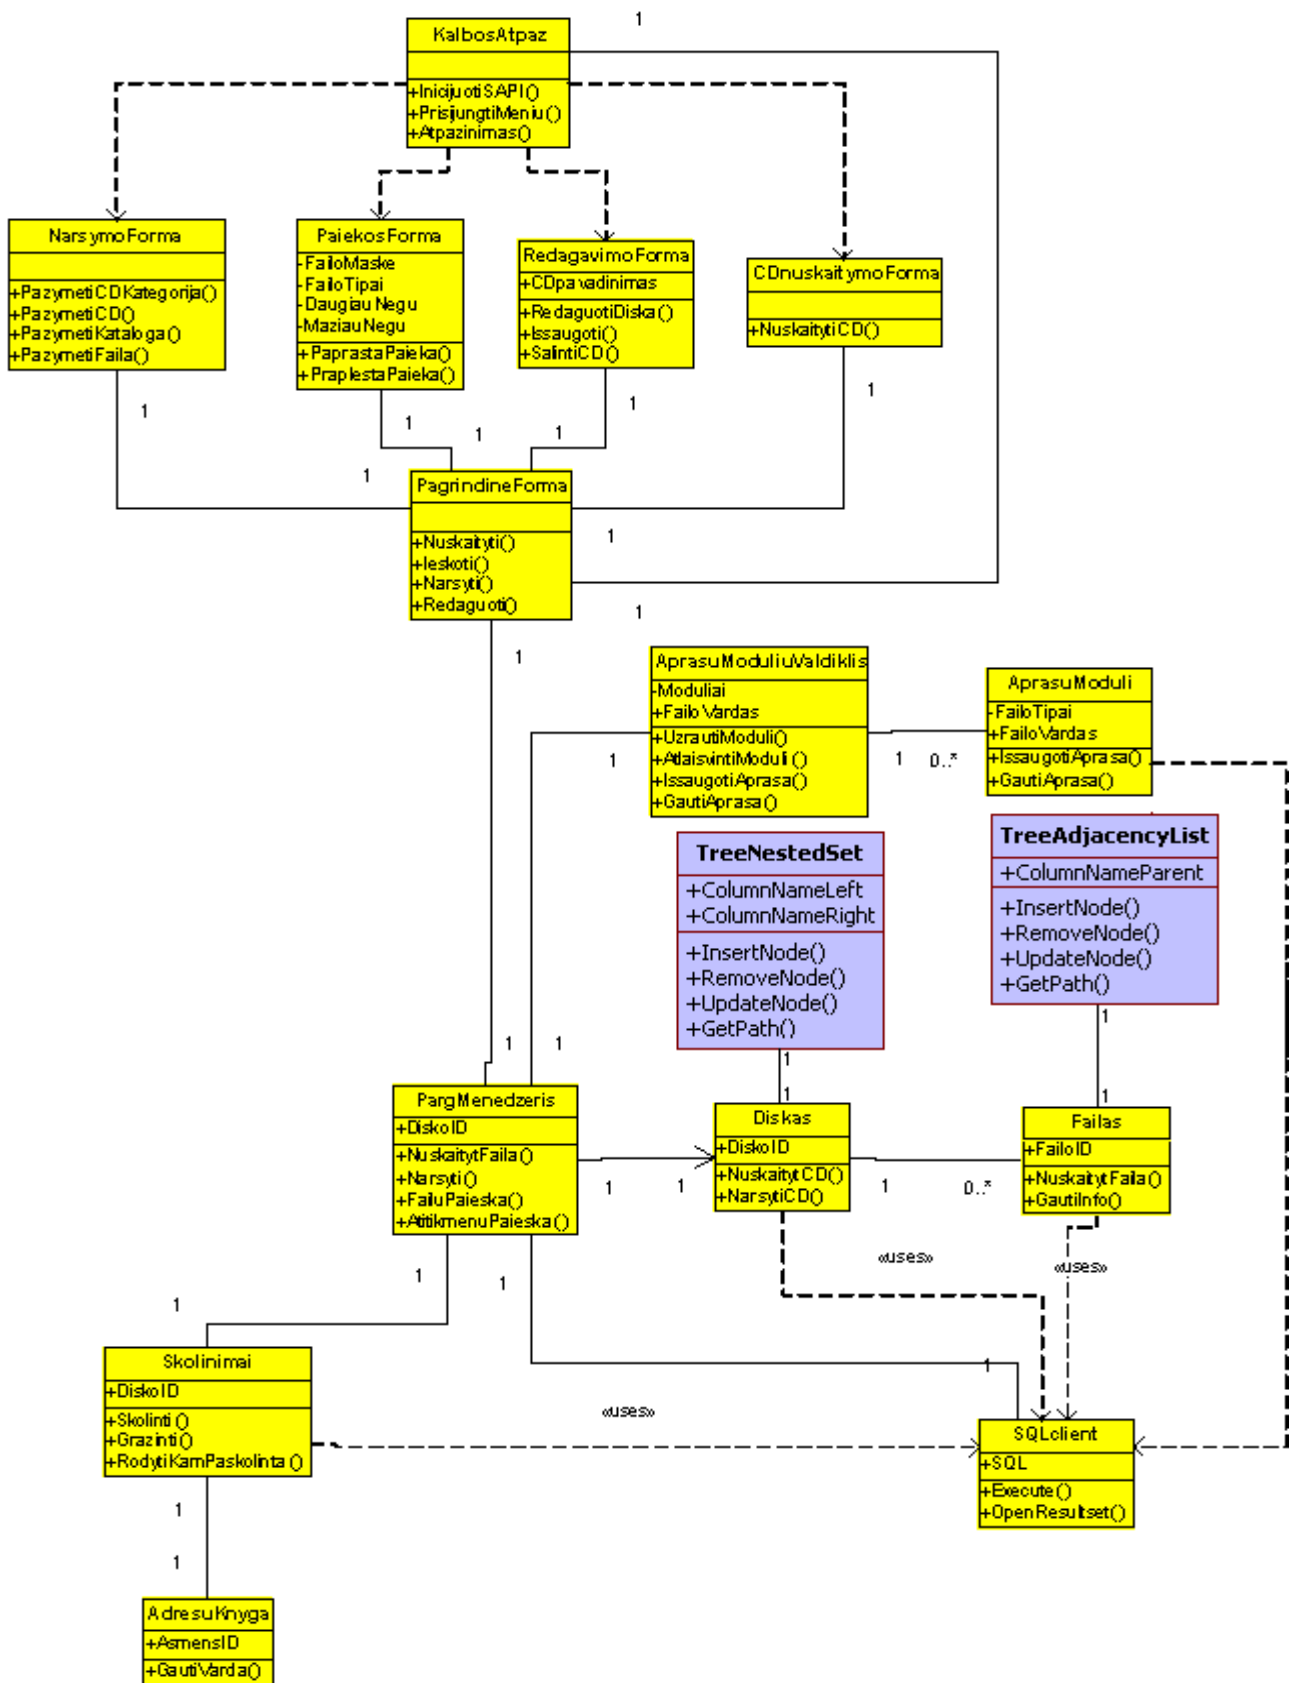 1
KalbosAtpaz
+InicijuotiSAPI()
+PrisijungtiMeniu()
+Atpazinimas()
NarsymoForma
+PazymetiCDKategorija()
+PazymetiCD()
+PazymetiKataloga()
+PazymetiFaila()
PaiekosForma
-FailoMaske
-FailoTipai
-DaugiauNegu
-MaziauNegu
+PaprastaPaieka()
+PraplestaPaieka()
RedagavimoForma
+CDpavadinimas
+RedaguotiDiska()
+Issaugoti()
+SalintiCD()
CDnuskaitymoForma
+NuskaitytiCD()
1
1
1
1
1
1
1
1
PagrindineForma
+Nuskaityti()
+Ieskoti()
+Narsyti()
+Redaguoti()
1
1
AprasuModuliuValdiklis
-Moduliai
+FailoVardas
+UzrautiModuli()
+AtlaisvintiModuli()
+IssaugotiAprasa()
+GautiAprasa()
AprasuModuli
-FailoTipai
+FailoVardas
+IssaugotiAprasa()
+GautiAprasa()
1
1
0..*
TreeNestedSet
+ColumnNameLeft
+ColumnNameRight
+InsertNode()
+RemoveNode()
+UpdateNode()
+GetPath()
TreeAdjacencyList
+ColumnNameParent
+InsertNode()
+RemoveNode()
+UpdateNode()
+GetPath()
1
1
1
1
1
1
PargMenedzeris
+DiskoID
+NuskaitytFaila()
+Narsyti()
+FailuPaieska()
+AtitikmenuPaieska()
Diskas
+DiskoID
+NuskaitytCD()
+NarsytiCD()
Failas
+FailoID
+NuskaitytFaila()
+GautiInfo()
1
1
1
0..*
«uses»
«uses»
1
1
1
1
Skolinimai
+DiskoID
+Skolinti()
+Grazinti()
+RodytiKamPaskolinta()
«uses»
SQLclient
+SQL
+Execute()
+OpenResultset()
1
1
AdresuKnyga
+AsmensID
+GautiVarda()